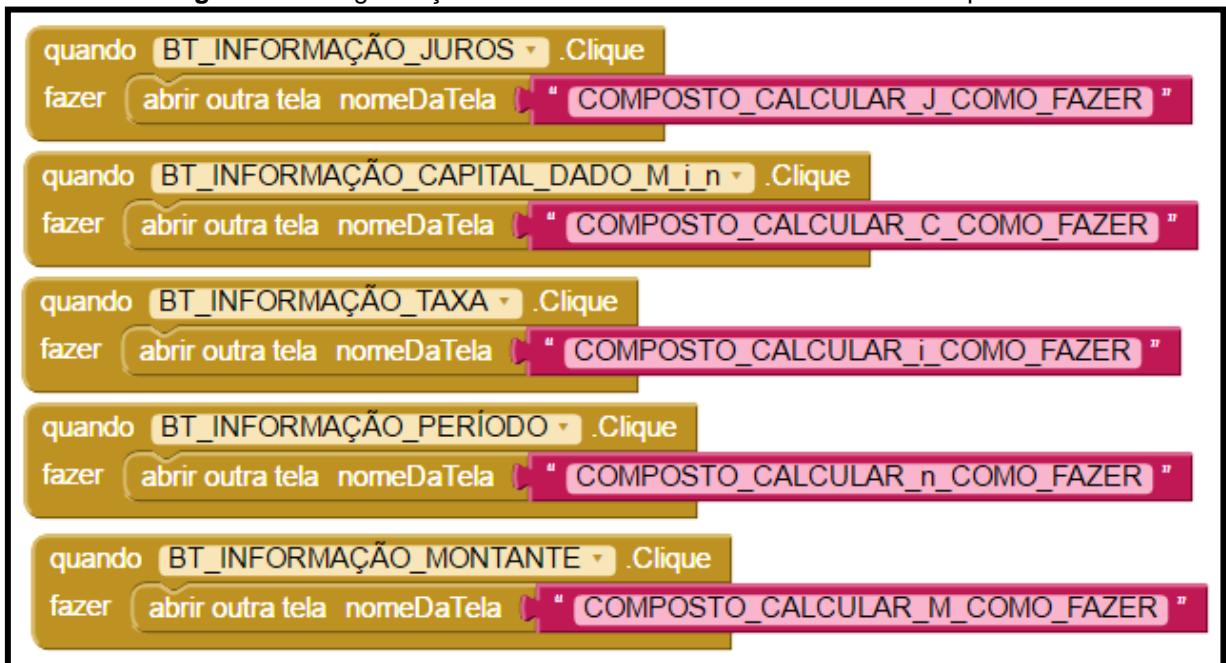 quando BT_INFORMAÇÃO_JUROS .Clique
fazer abrir outra tela nomeDaTela " COMPOSTO_CALCULAR_J_COMO_FAZER "
quando BT_INFORMAÇÃO_CAPITAL_DADO_M_i_n .Clique
fazer abrir outra tela nomeDaTela " COMPOSTO_CALCULAR_C_COMO_FAZER "
quando BT_INFORMAÇÃO_TAXA .Clique
fazer abrir outra tela nomeDaTela " COMPOSTO_CALCULAR_i_COMO_FAZER "
quando BT_INFORMAÇÃO_PERÍODO .Clique
fazer abrir outra tela nomeDaTela " COMPOSTO_CALCULAR_n_COMO_FAZER "
quando BT_INFORMAÇÃO_MONTANTE .Clique
fazer abrir outra tela nomeDaTela " COMPOSTO_CALCULAR_M_COMO_FAZER "